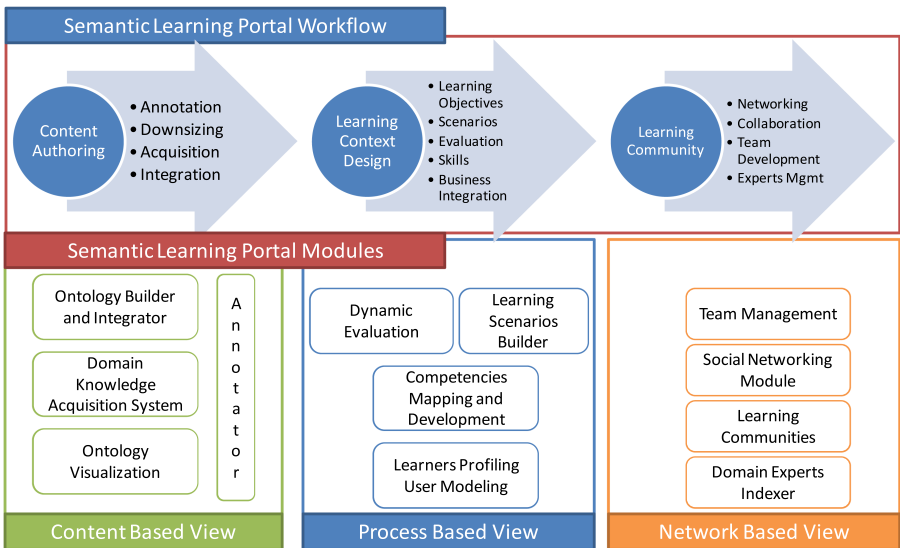 Semantic Learning Portal Workflow
Content
Authoring
• Annotation
• Downsizing
• Acquisition
• Integration
Learning
Context
Design
• Learning
Objectives
• Scenarios
• Evaluation
• Skills
• Business
Integration
Learning
Community
• Networking
• Collaboration
• Team
Development
• Experts Mgmt
Semantic Learning Portal Modules
Ontology Builder
and Integrator
Domain
Knowledge
Acquisition System
Ontology
Visualization
A
n
n
o
t
a
t
o
r
Content Based View
Dynamic
Evaluation
Learning
Scenarios
Builder
Competencies
Mapping and
Development
Learners Profiling
User Modeling
Process Based View
Team Management
Social Networking
Module
Learning
Communities
Domain Experts
Indexer
Network Based View